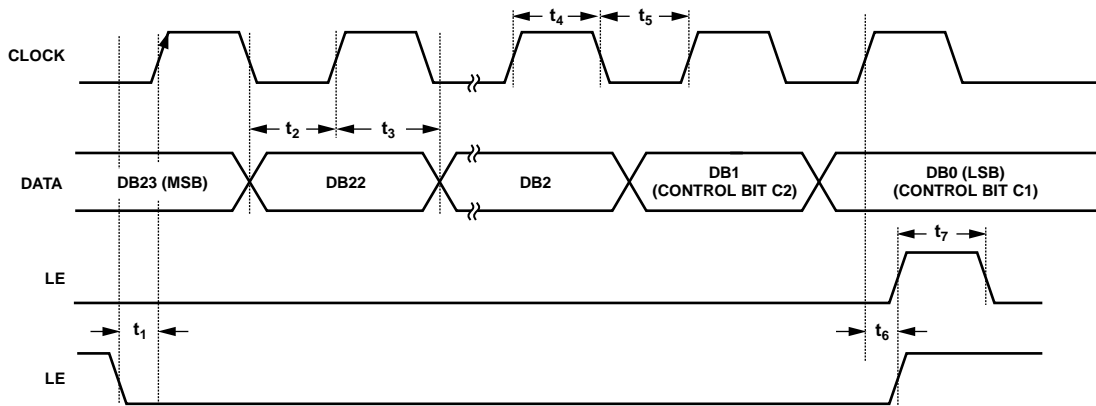 t4
t5
CLOCK
t2
t3
DATA
DB23 (MSB)
DB22
DB2
DB1
(CONTROL BIT C2)
DB0 (LSB)
(CONTROL BIT C1)
t7
LE
t1
t6
LE